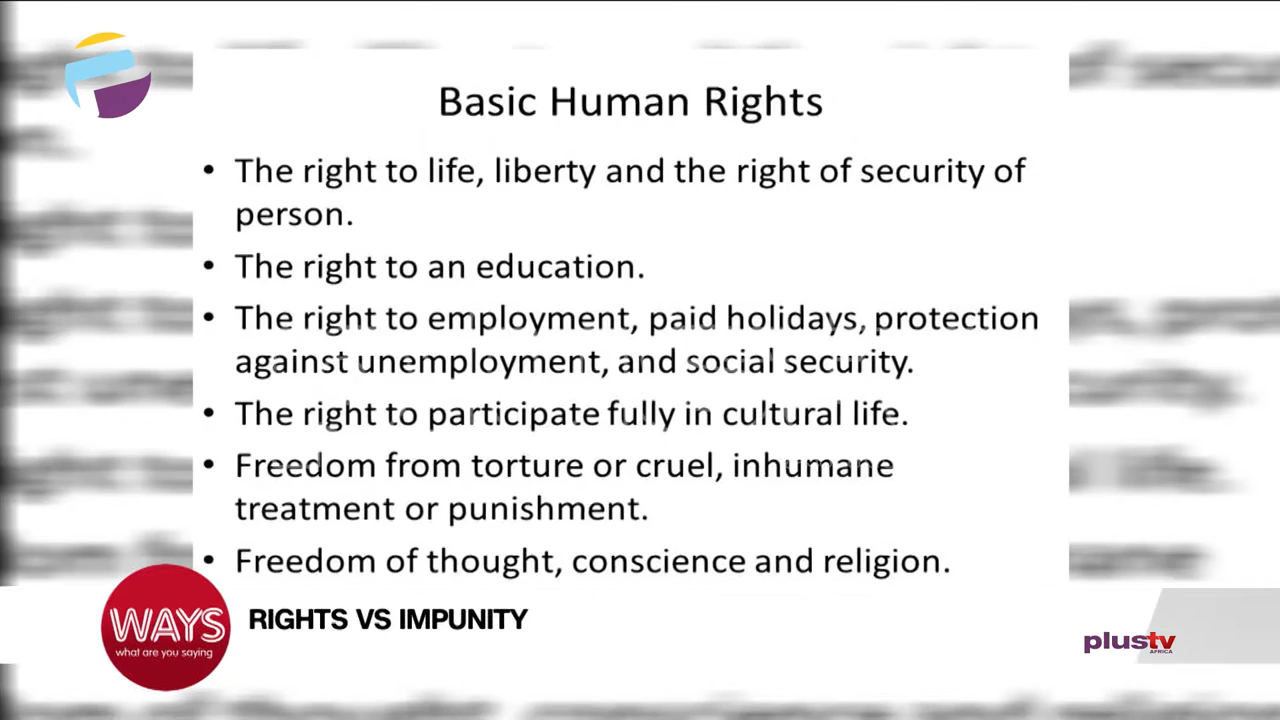 Basic Human Rights
• The right to life, liberty and the right of security of
person.
• The right to an education.
• The right to employment, paid holidays, protection
against unemployment, and social security.
• The right to participate fully in cultural life.
• Freedom from torture or cruel, inhumane
treatment or punishment.
• Freedom of thought, conscience and religion.
WAYS
what are you saying
RIGHTS VS IMPUNITY
plustv
AFRICA